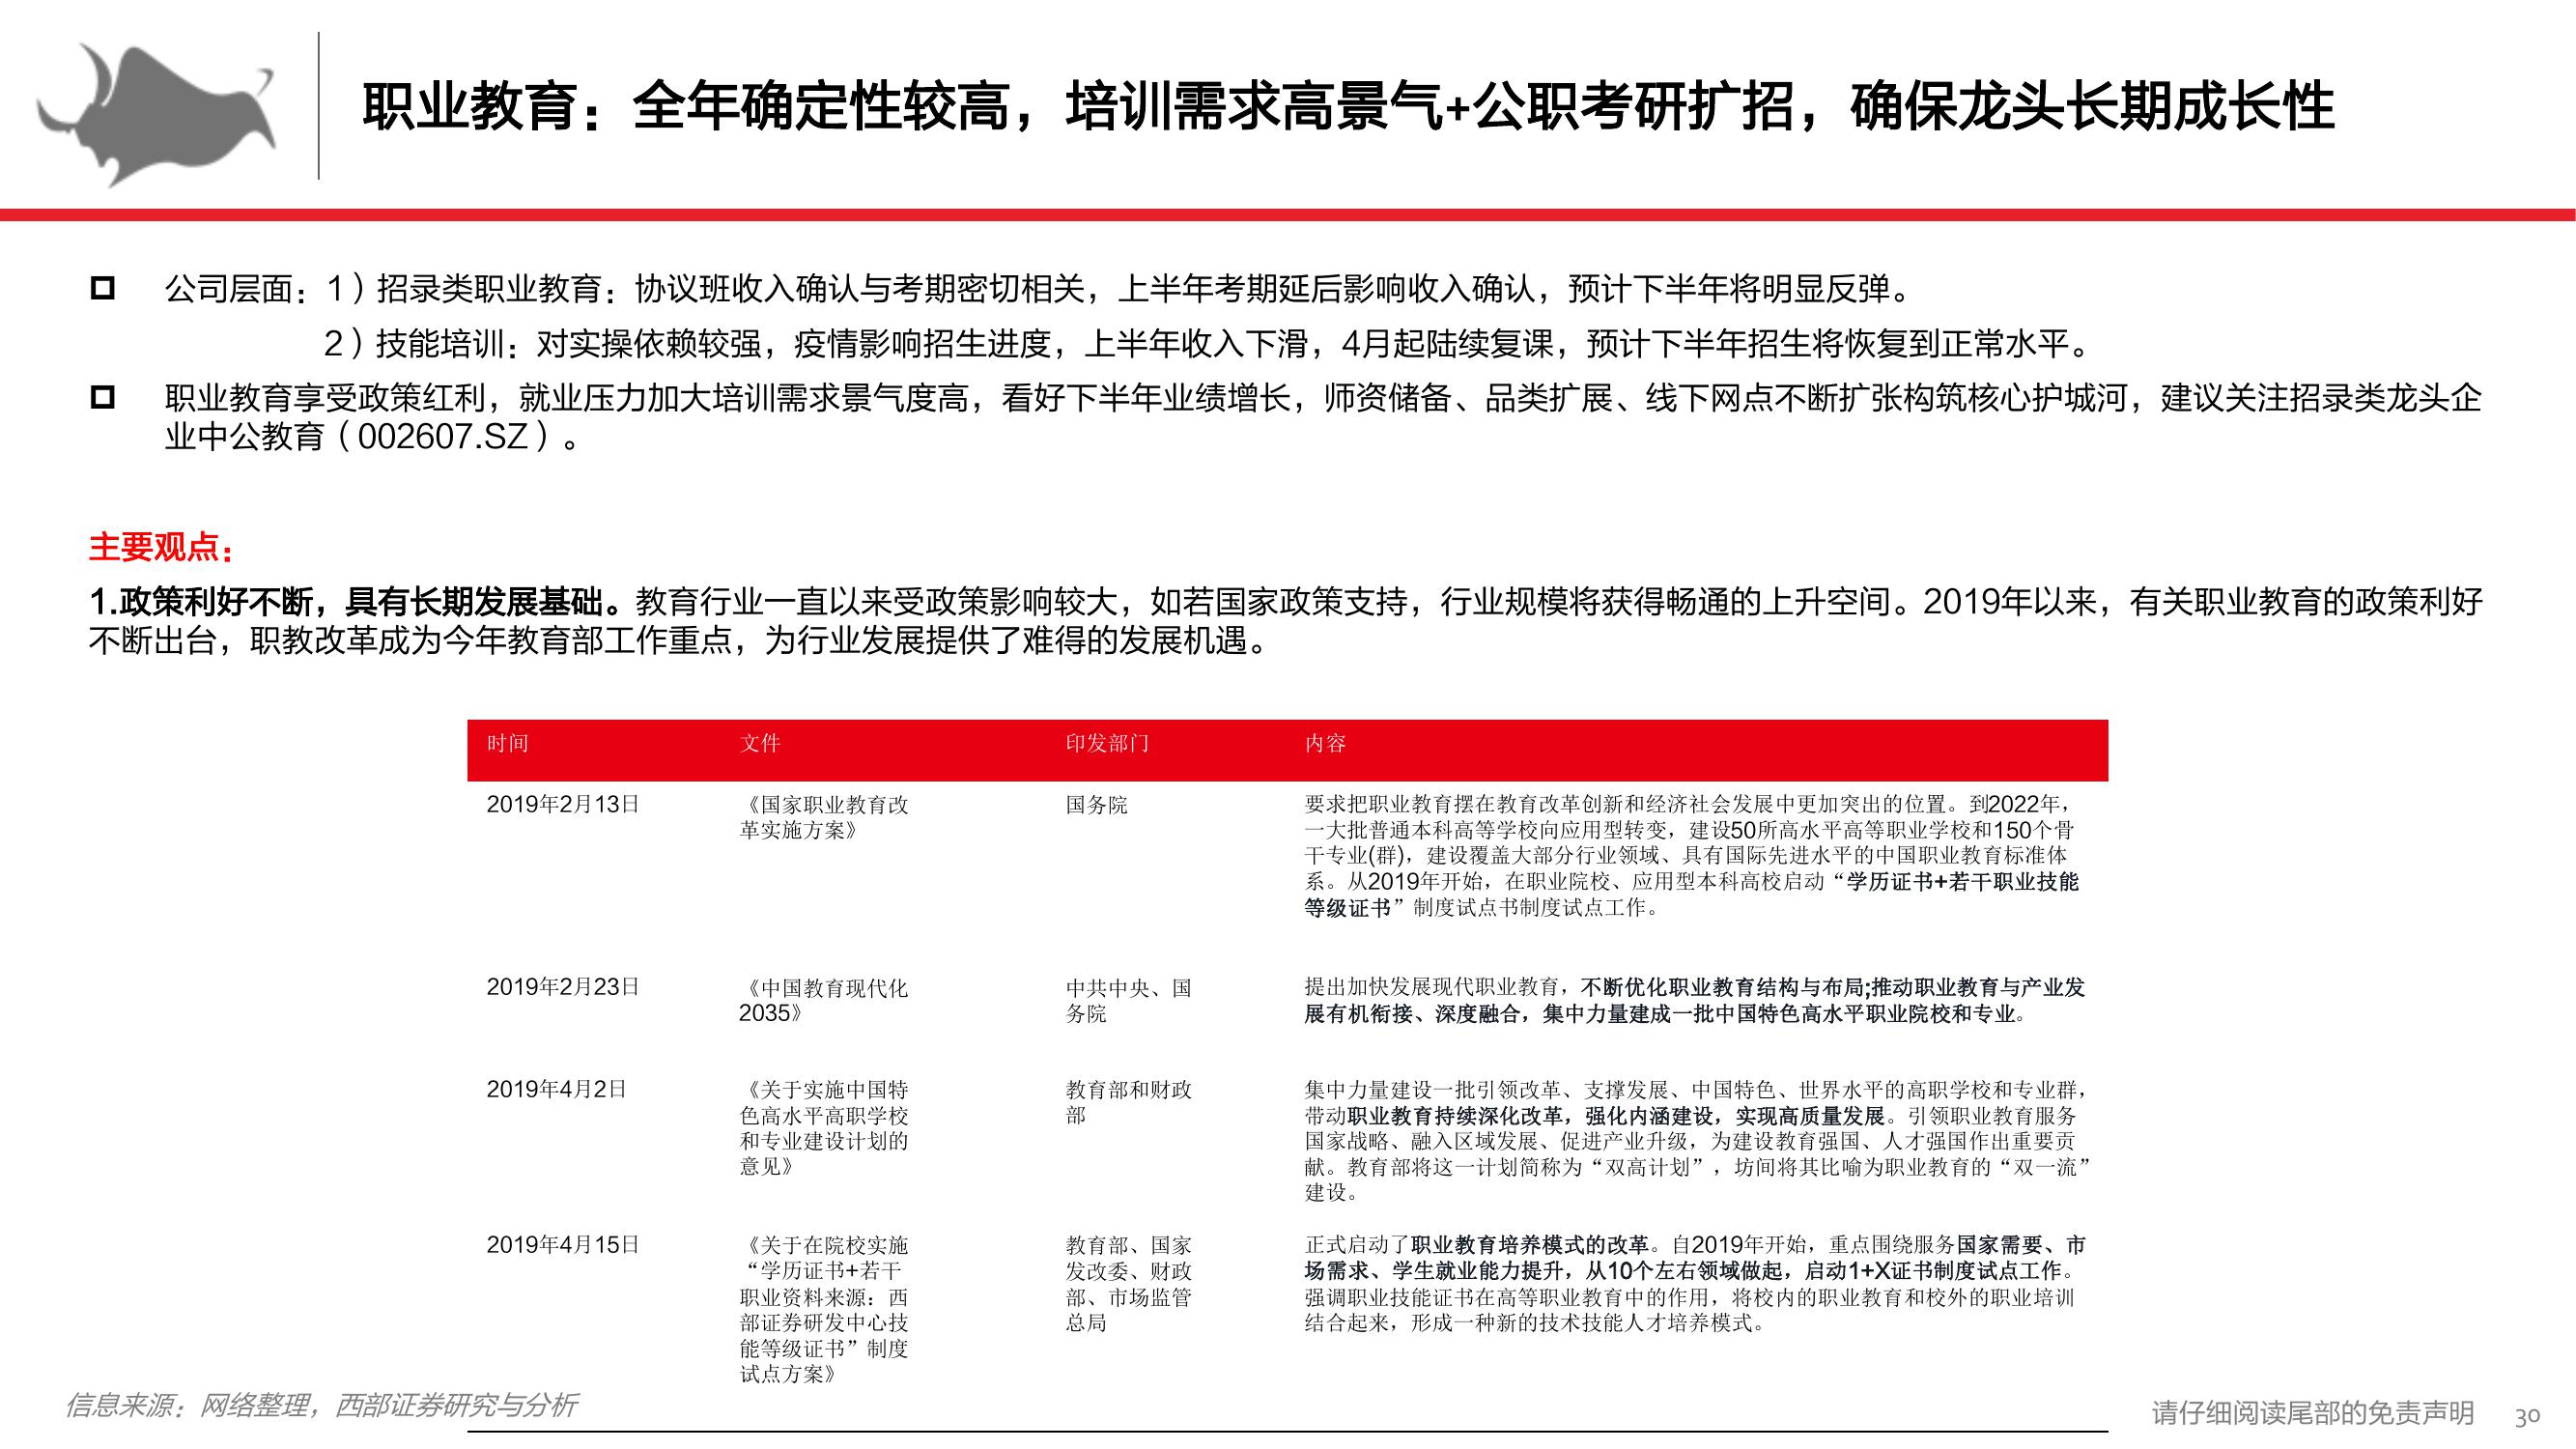 职业教育：全年确定性较高，培训需求高景气+公职考研扩招，确保龙头长期成长性
公司层面：1）招录类职业教育：协议班收入确认与考期密切相关，上半年考期延后影响收入确认，预计下半年将明显反弹。
2）技能培训：对实操依赖较强，疫情影响招生进度，上半年收入下滑，4月起陆续复课，预计下半年招生将恢复到正常水平。
职业教育享受政策红利，就业压力加大培训需求景气度高，看好下半年业绩增长，师资储备、品类扩展、线下网点不断扩张构筑核心护城河，建议关注招录类龙头企
业中公教育（002607.SZ）。
主要观点：
1.政策利好不断，具有长期发展基础。教育行业一直以来受政策影响较大，如若国家政策支持，行业规模将获得畅通的上升空间。2019年以来，有关职业教育的政策利好
不断出台，职教改革成为今年教育部工作重点，为行业发展提供了难得的发展机遇。
时间 文件 印发部门 内容
2019年2月13日
《国家职业教育改
革实施方案》
国务院
要求把职业教育摆在教育改革创新和经济社会发展中更加突出的位置。到2022年，
一大批普通本科高等学校向应用型转变，建设50所高水平高等职业学校和150个骨
干专业(群)，建设覆盖大部分行业领域、具有国际先进水平的中国职业教育标准体
系。从2019年开始，在职业院校、应用型本科高校启动“学历证书+若干职业技能
等级证书”制度试点书制度试点工作。
2019年2月23日
《中国教育现代化
2035》
中共中央、国
务院
提出加快发展现代职业教育，不断优化职业教育结构与布局;推动职业教育与产业发
展有机衔接、深度融合，集中力量建成一批中国特色高水平职业院校和专业。
2019年4月2日
《关于实施中国特
色高水平高职学校
和专业建设计划的
意见》
教育部和财政
部
集中力量建设一批引领改革、支撑发展、中国特色、世界水平的高职学校和专业群，
带动职业教育持续深化改革，强化内涵建设，实现高质量发展。引领职业教育服务
国家战略、融入区域发展、促进产业升级，为建设教育强国、人才强国作出重要贡
献。教育部将这一计划简称为“双高计划”，坊间将其比喻为职业教育的“双一流”
建设。
2019年4月15日
《关于在院校实施
“学历证书+若干
职业资料来源：西
部证券研发中心技
能等级证书”制度
试点方案》
教育部、国家
发改委、财政
部、市场监管
总局
正式启动了职业教育培养模式的改革。自2019年开始，重点围绕服务国家需要、市
场需求、学生就业能力提升，从10个左右领域做起，启动1+X证书制度试点工作。
强调职业技能证书在高等职业教育中的作用，将校内的职业教育和校外的职业培训
结合起来，形成一种新的技术技能人才培养模式。
信息来源：网络整理，西部证券研究与分析
请仔细阅读尾部的免责声明 30